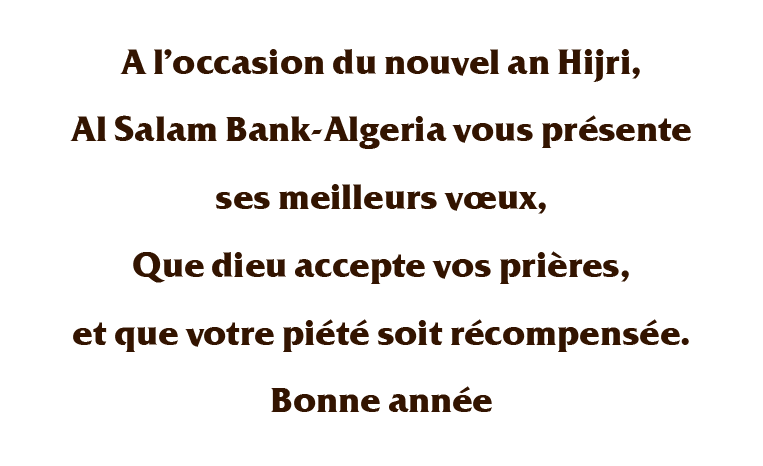 A l’occasion du nouvel an Hijri,
Al Salam Bank-Algeria vous présente
ses meilleurs vœux,
Que dieu accepte vos prières,
et que votre piété soit récompensée.
Bonne année